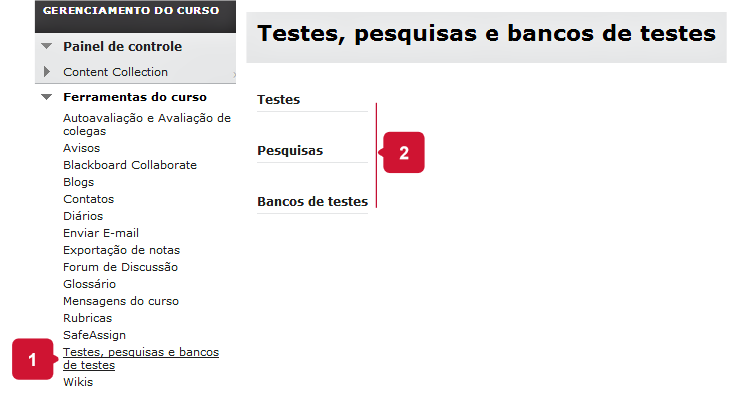 GERENCIAMENTO DO CURSO
Painel de controle
Content Collection
Ferramentas do curso
Autoavaliação e Avaliação de
colegas
Avisos
Blackboard Collaborate
Blogs
Contatos
Diários
Enviar E-mail
Exportação de notas
Forum de Discussão
Glossário
Mensagens do curso
Rubricas
SafeAssign
1
Testes, pesquisas e bancos
de testes
Wikis
Testes, pesquisas e bancos de testes
Testes
Pesquisas
2
Bancos de testes